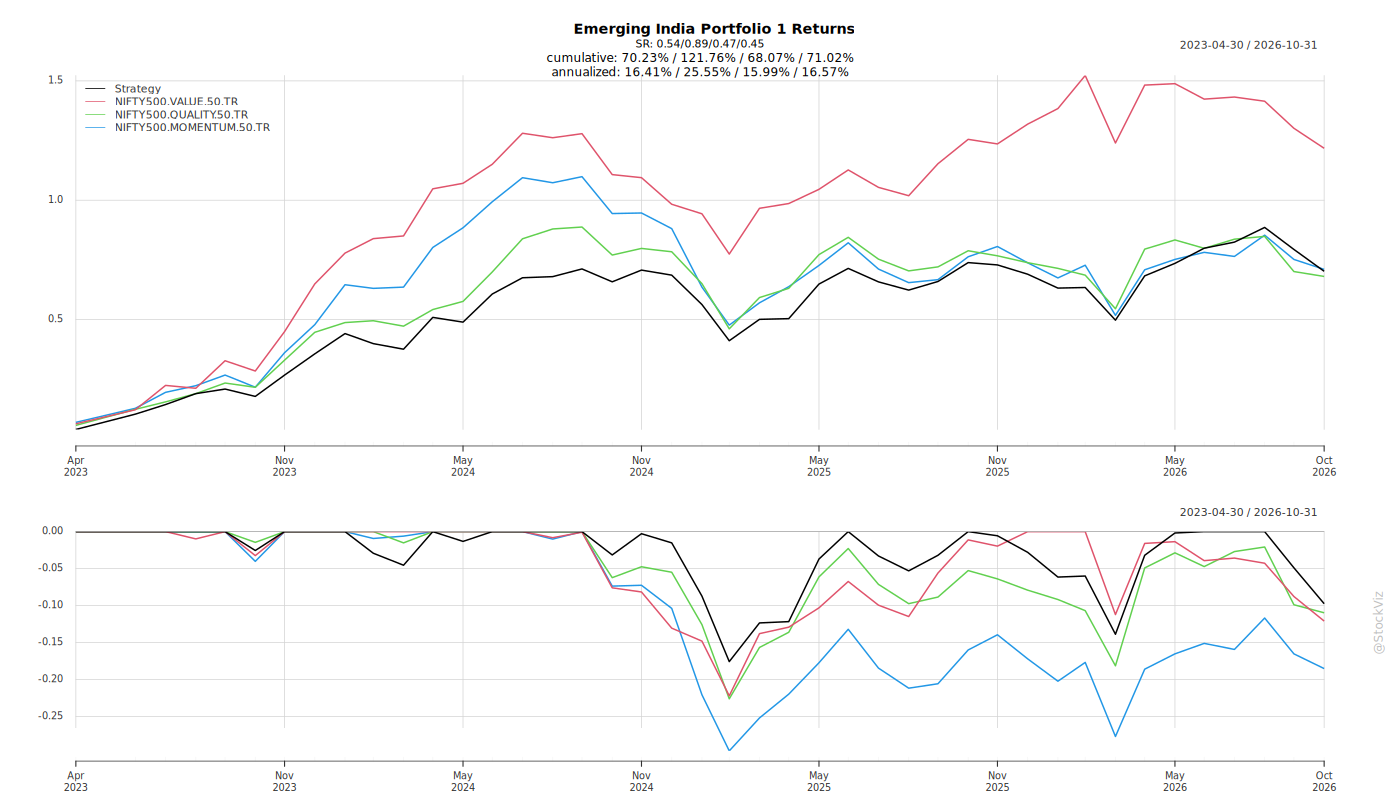 Emerging India Portfolio 1 Returns
SR: 0.54/0.89/0.47/0.45
cumulative: 70.23% / 121.76% / 68.07% / 71.02%
annualized: 16.41% / 25.55% / 15.99% / 16.57%
2023-04-30 / 2026-10-31
Strategy
NIFTY500.VALUE.50.TR
NIFTY500.QUALITY.50.TR
NIFTY500.MOMENTUM.50.TR
1.5
1.0
0.5
Apr 2023
Nov 2023
May 2024
Nov 2024
May 2025
Nov 2025
May 2026
Oct 2026
2023-04-30 / 2026-10-31
0.00
-0.05
-0.10
-0.15
-0.20
-0.25
Apr 2023
Nov 2023
May 2024
Nov 2024
May 2025
Nov 2025
May 2026
Oct 2026
@StockViz